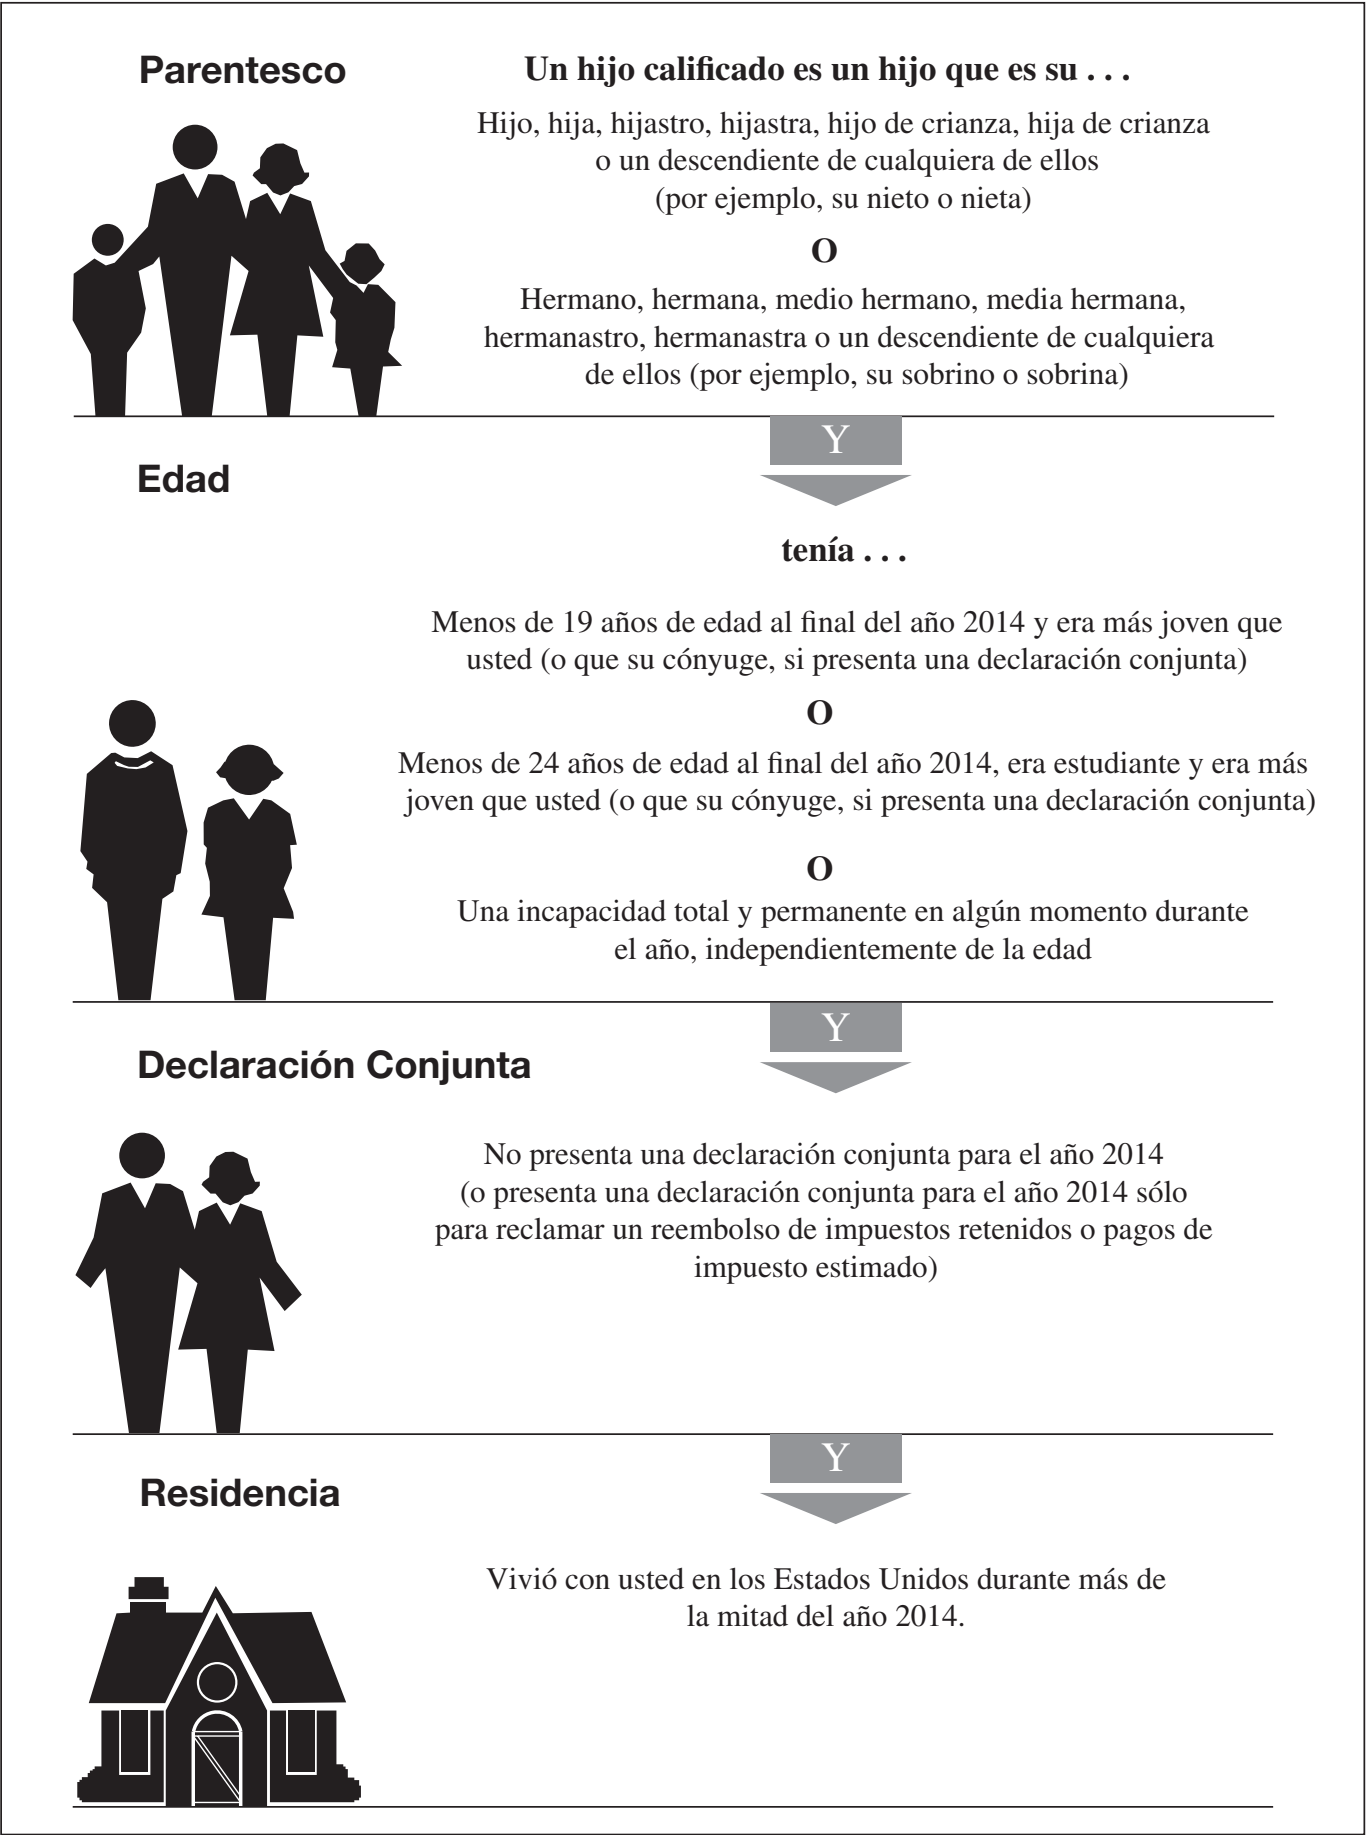 Parentesco
Un hijo calificado es un hijo que es su . . .
Hijo, hija, hijastro, hijastra, hijo de crianza, hija de crianza
o un descendiente de cualquiera de ellos
(por ejemplo, su nieto o nieta)
O
Hermano, hermana, medio hermano, media hermana,
hermanastro, hermanastra o un descendiente de cualquiera
de ellos (por ejemplo, su sobrino o sobrina)
Y
Edad
tenía . . .
Menos de 19 años de edad al final del año 2014 y era más joven que
usted (o que su cónyuge, si presenta una declaración conjunta)
O
Menos de 24 años de edad al final del año 2014, era estudiante y era más
joven que usted (o que su cónyuge, si presenta una declaración conjunta)
O
Una incapacidad total y permanente en algún momento durante
el año, independientemente de la edad
Y
Declaración Conjunta
No presenta una declaración conjunta para el año 2014
(o presenta una declaración conjunta para el año 2014 sólo
para reclamar un reembolso de impuestos retenidos o pagos de
impuesto estimado)
Y
Residencia
Vivió con usted en los Estados Unidos durante más de
la mitad del año 2014.